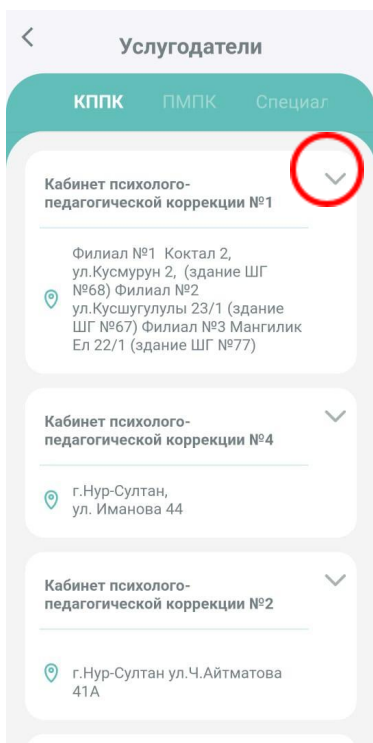 Услугодатели
КППК ПМПК Специал
Кабинет психолого-
педагогической коррекции №1
Филиал №1 Коктал 2,
ул.Кусмурун 2, (здание ШГ
№68) Филиал №2
ул.Кусшугулулы 23/1 (здание
ШГ №67) Филиал №3 Мангилик
Ел 22/1 (здание ШГ №77)
Кабинет психолого-
педагогической коррекции №4
г.Нур-Султан,
ул. Иманова 44
Кабинет психолого-
педагогической коррекции №2
г.Нур-Султан ул.Ч.Айтматова
41А